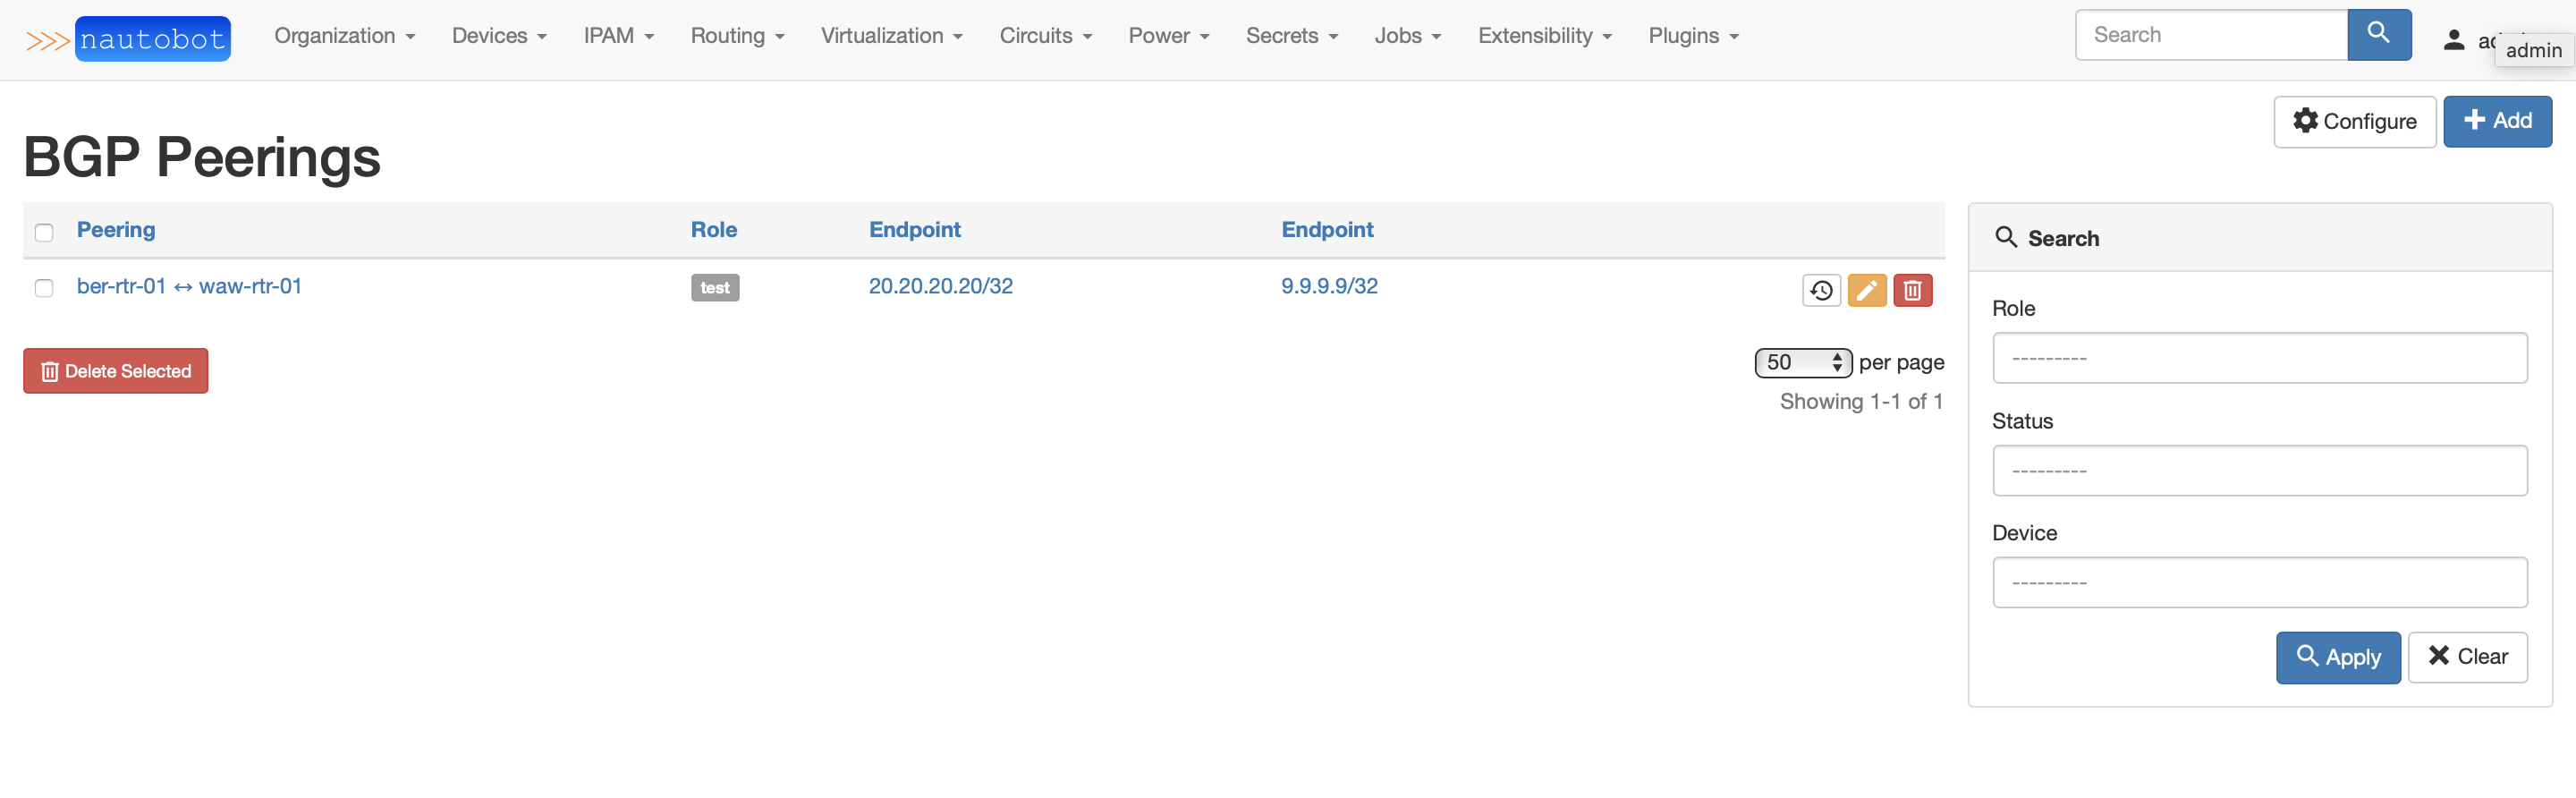 nautobot Organization Devices IPAM Routing Virtualization Circuits Power Secrets Jobs Extensibility Plugins Search
admin
Configure Add
BGP Peerings
Peering Role Endpoint Endpoint
ber-rtr-01 ↔ waw-rtr-01 test 20.20.20.20/32 9.9.9.9/32
Delete Selected
50 per page
Showing 1-1 of 1
Search
Role
---------
Status
---------
Device
---------
Apply Clear